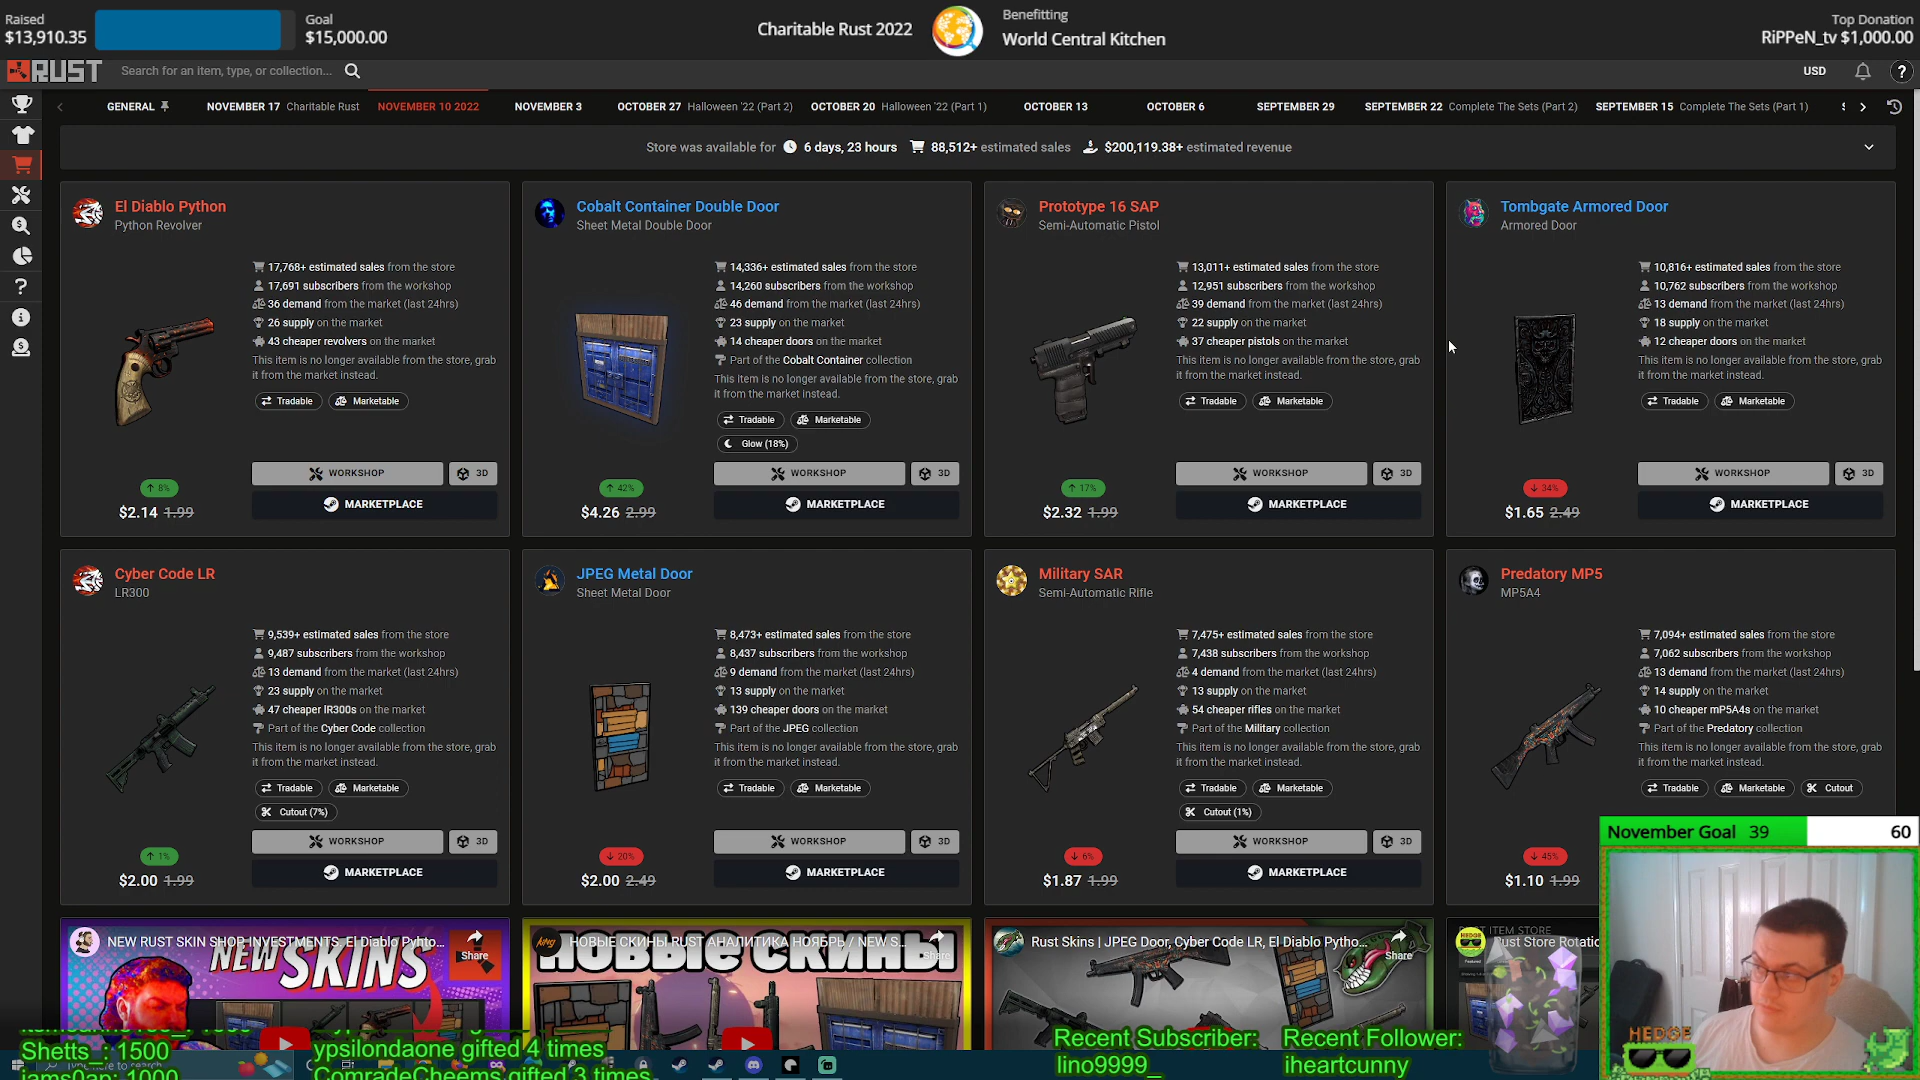 Raised
$13,910.35
Goal
$15,000.00
Charitable Rust 2022
Benefitting
World Central Kitchen
Top Donation
RiPPeN_tv $1,000.00
RUST
Search for an item, type, or collection...
USD
?
GENERAL
NOVEMBER 17 Charitable Rust
NOVEMBER 10 2022
NOVEMBER 3
OCTOBER 27 Halloween '22 (Part 2)
OCTOBER 20 Halloween '22 (Part 1)
OCTOBER 13
OCTOBER 6
SEPTEMBER 29
SEPTEMBER 22 Complete The Sets (Part 2)
SEPTEMBER 15 Complete The Sets (Part 1)
Store was available for 6 days, 23 hours 88,512+ estimated sales $200,119.38+ estimated revenue
El Diablo Python
Python Revolver
17,768+ estimated sales from the store
17,691 subscribers from the workshop
36 demand from the market (last 24hrs)
26 supply on the market
43 cheaper revolvers on the market
This item is no longer available from the store, grab
it from the market instead.
Tradable
Marketable
8%
$2.14 1.99
WORKSHOP
3D
MARKETPLACE
Cobalt Container Double Door
Sheet Metal Double Door
14,336+ estimated sales from the store
14,260 subscribers from the workshop
46 demand from the market (last 24hrs)
23 supply on the market
14 cheaper doors on the market
Part of the Cobalt Container collection
This item is no longer available from the store, grab
it from the market instead.
Tradable
Marketable
Glow (18%)
42%
$4.26 2.99
WORKSHOP
3D
MARKETPLACE
Prototype 16 SAP
Semi-Automatic Pistol
13,011+ estimated sales from the store
12,951 subscribers from the workshop
39 demand from the market (last 24hrs)
22 supply on the market
37 cheaper pistols on the market
This item is no longer available from the store, grab
it from the market instead.
Tradable
Marketable
17%
$2.32 1.99
WORKSHOP
3D
MARKETPLACE
Tombgate Armored Door
Armored Door
10,816+ estimated sales from the store
10,762 subscribers from the workshop
13 demand from the market (last 24hrs)
18 supply on the market
12 cheaper doors on the market
This item is no longer available from the store, grab
it from the market instead.
Tradable
Marketable
34%
$1.65 2.49
WORKSHOP
3D
MARKETPLACE
Cyber Code LR
LR300
9,539+ estimated sales from the store
9,487 subscribers from the workshop
13 demand from the market (last 24hrs)
23 supply on the market
47 cheaper lR300s on the market
Part of the Cyber Code collection
This item is no longer available from the store, grab
it from the market instead.
Tradable
Marketable
Cutout (7%)
1%
$2.00 1.99
WORKSHOP
3D
MARKETPLACE
JPEG Metal Door
Sheet Metal Door
8,473+ estimated sales from the store
8,437 subscribers from the workshop
9 demand from the market (last 24hrs)
13 supply on the market
139 cheaper doors on the market
Part of the JPEG collection
This item is no longer available from the store, grab
it from the market instead.
Tradable
Marketable
20%
$2.00 2.49
WORKSHOP
3D
MARKETPLACE
Military SAR
Semi-Automatic Rifle
7,475+ estimated sales from the store
7,438 subscribers from the workshop
4 demand from the market (last 24hrs)
13 supply on the market
54 cheaper rifles on the market
Part of the Military collection
This item is no longer available from the store, grab
it from the market instead.
Tradable
Marketable
Cutout (1%)
6%
$1.87 1.99
WORKSHOP
3D
MARKETPLACE
Predatory MP5
MP5A4
7,094+ estimated sales from the store
7,062 subscribers from the workshop
13 demand from the market (last 24hrs)
14 supply on the market
10 cheaper mP5A4s on the market
Part of the Predatory collection
This item is no longer available from the store, grab
it from the market instead.
Tradable
Marketable
Cutout
45%
$1.10 1.99
November Goal 39 60
NEW RUST SKIN SHOP INVESTMENTS. El Diablo Pyhto...
Share
NEW SKINS
НОВЫЕ СКИНЫ RUST АНАЛИТИКА НОЯБРЬ / NEW S...
Share
НОВЫЕ СКИНЫ
Rust Skins | JPEG Door, Cyber Code LR, El Diablo Pytho...
Share
ITEM STORE
Rust Store Rotatio
Shetts_: 1500
jams0ap: 1000
ypsilondaone gifted 4 times
ComradeCheems gifted 3 times
Recent Subscriber:
lino9999_
Recent Follower:
iheartcunny
HEDGE